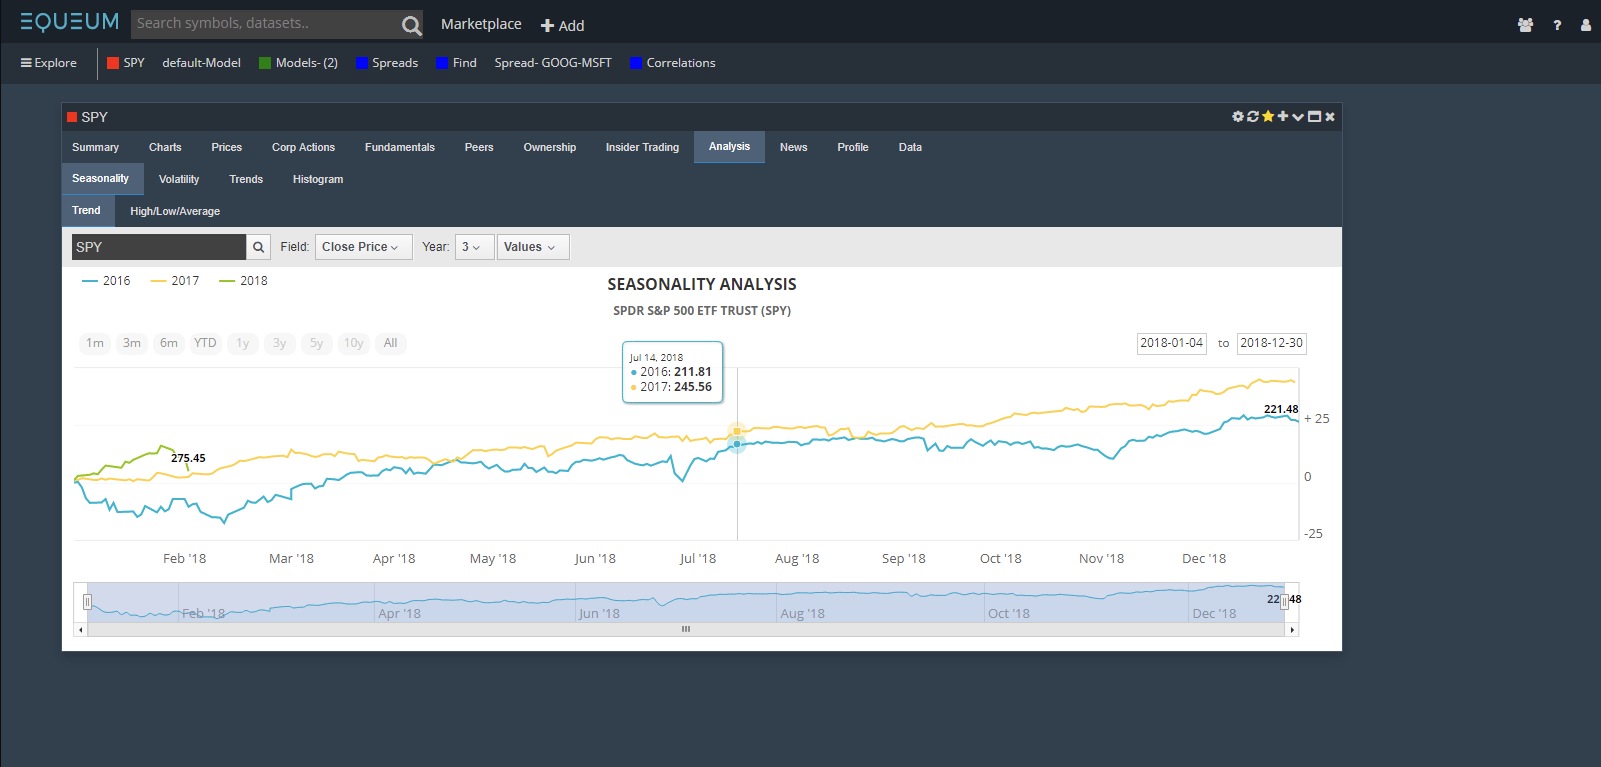 EQUEUM Search symbols, datasets.. Marketplace Add ?
Explore SPY default-Model Models- (2) Spreads Find Spread- GOOG-MSFT Correlations
SPY
Summary Charts Prices Corp Actions Fundamentals Peers Ownership Insider Trading Analysis News Profile Data
Seasonality Volatility Trends Histogram
Trend High/Low/Average
SPY Field: Close Price Year: 3 Values
2016 2017 2018
SEASONALITY ANALYSIS
SPDR S&P 500 ETF TRUST (SPY)
1m 3m 6m YTD 1y 3y 5y 10y All 2018-01-04 to 2018-12-30
Jul 14, 2018
2016: 211.81
2017: 245.56
221.48
+ 25
275.45
0
-25
Feb '18 Mar '18 Apr '18 May '18 Jun '18 Jul '18 Aug '18 Sep '18 Oct '18 Nov '18 Dec '18
22 48
Feb '18 Apr '18 Jun '18 Aug '18 Oct '18 Dec '18